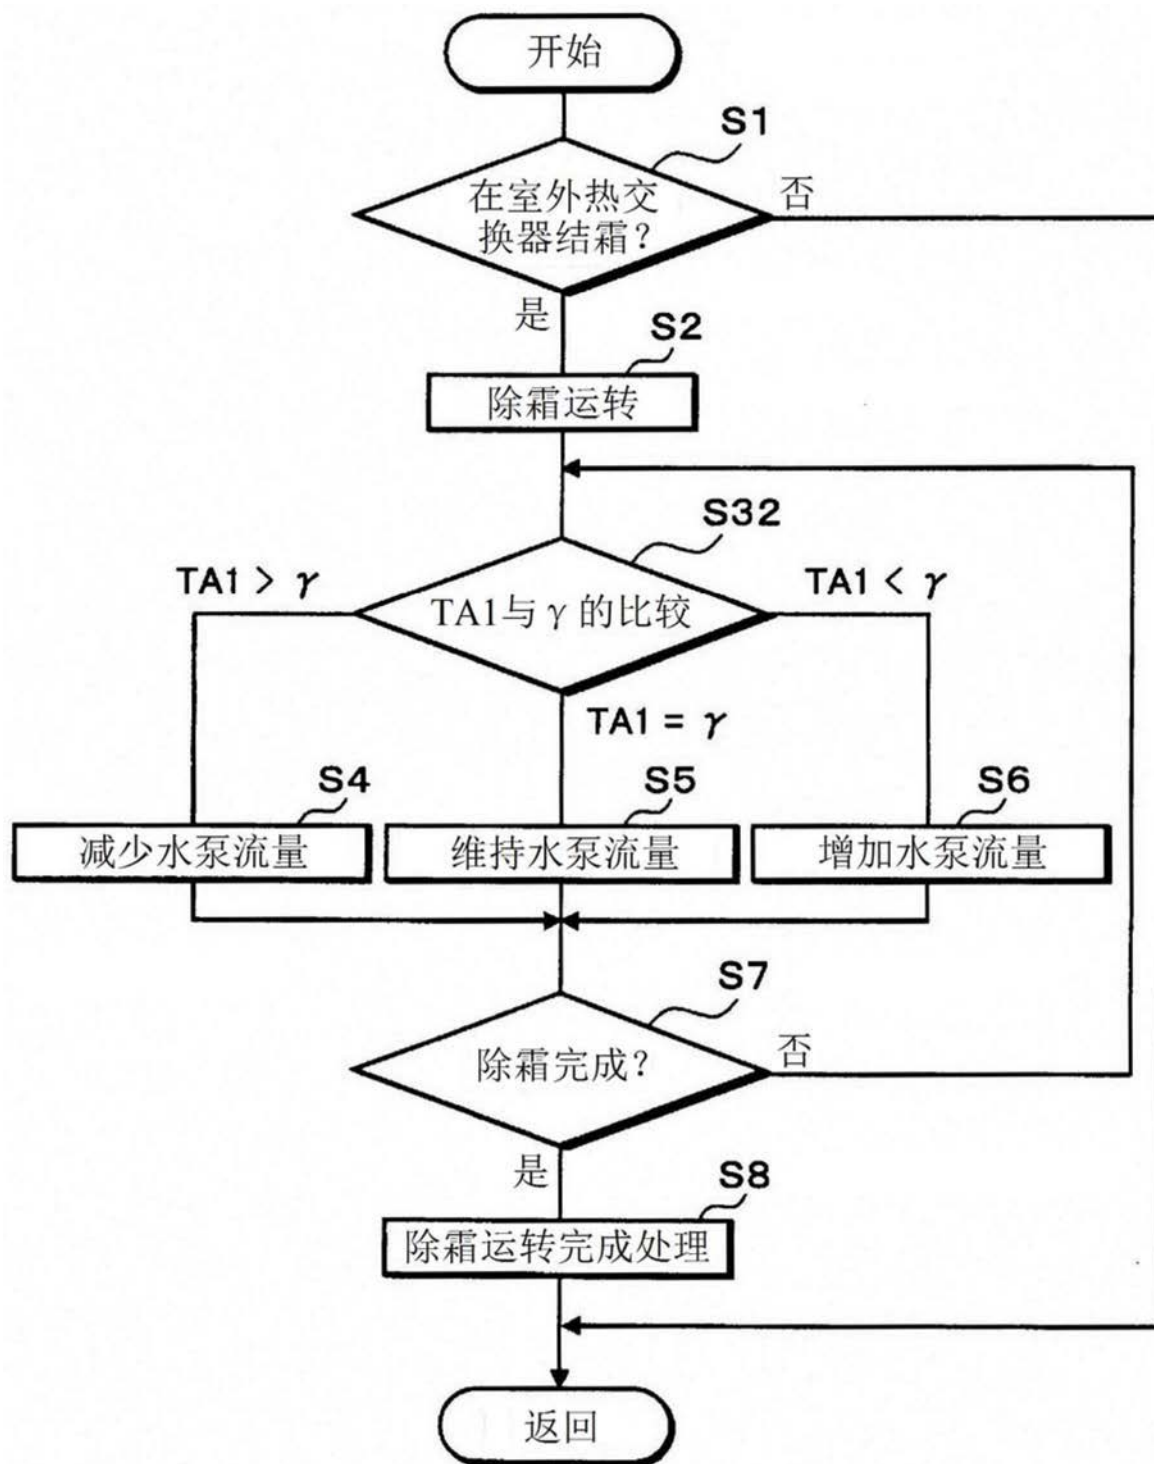 开始
S1
在室外热交
换器结霜?
否
是
S2
除霜运转
S32
TA1 > γ
TA1与γ的比较
TA1 < γ
TA1 = γ
S4
S5
S6
减少水泵流量
维持水泵流量
增加水泵流量
S7
除霜完成?
否
是
S8
除霜运转完成处理
返回